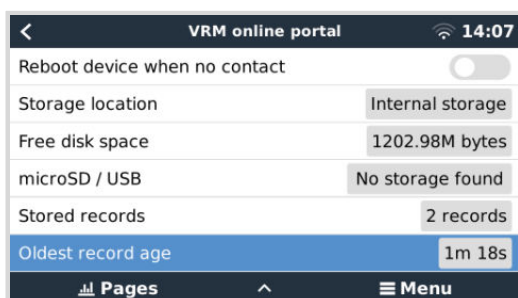 VRM online portal 14:07
Reboot device when no contact
Storage location Internal storage
Free disk space 1202.98M bytes
microSD / USB No storage found
Stored records 2 records
Oldest record age 1m 18s
Pages Menu